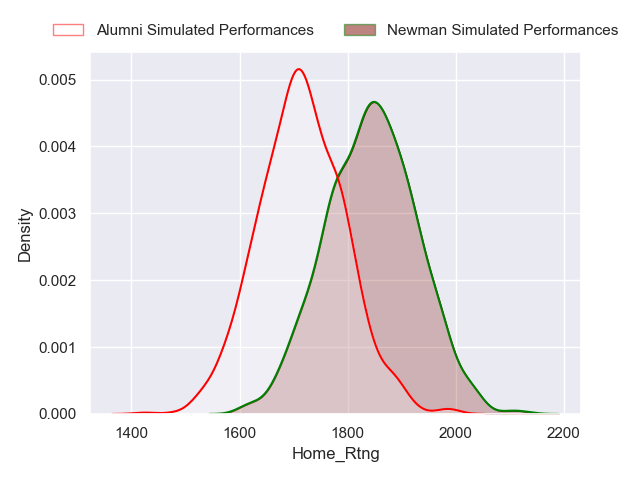 Alumni Simulated Performances Newman Simulated Performances
0.005
0.004
0.003
0.002
0.001
0.000
Density
1400 1600 1800 2000 2200
Home_Rtng